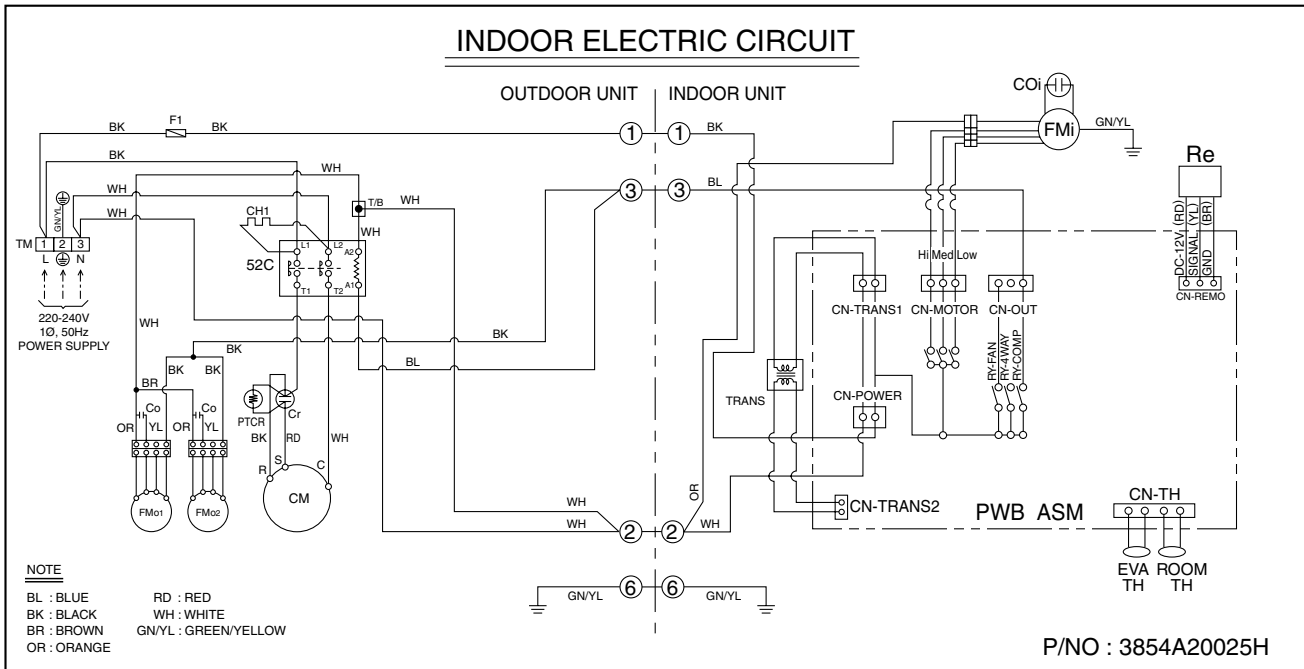 INDOOR ELECTRIC CIRCUIT
OUTDOOR UNIT
INDOOR UNIT
COi
FMi
GN/YL
Re
DC-12V (RD)
SIGNAL (YL)
GND (BR)
CN-REMO
BK
F1
BK
1
1
BK
BK
WH
3
3
BL
WH
T/B
WH
GN/YL
WH
CH1
WH
TM
1
2
3
L
N
L1
L2
A2
52C
T1
T2
A1
220-240V
1Ø, 50Hz
POWER SUPPLY
WH
BK
BK
BL
BK
BK
BR
Co
Co
OR
YL
OR
YL
PTCR
Cr
BK
RD
WH
R
S
C
CM
FMo1
FMo2
WH
WH
2
2
WH
OR
GN/YL
6
6
GN/YL
Hi Med Low
CN-TRANS1
CN-MOTOR
CN-OUT
RY-FAN
RY-4WAY
RY-COMP
TRANS
CN-POWER
CN-TRANS2
PWB ASM
CN-TH
EVA
TH
ROOM
TH
NOTE
BL : BLUE
RD : RED
BK : BLACK
WH : WHITE
BR : BROWN
GN/YL : GREEN/YELLOW
OR : ORANGE
P/NO : 3854A20025H